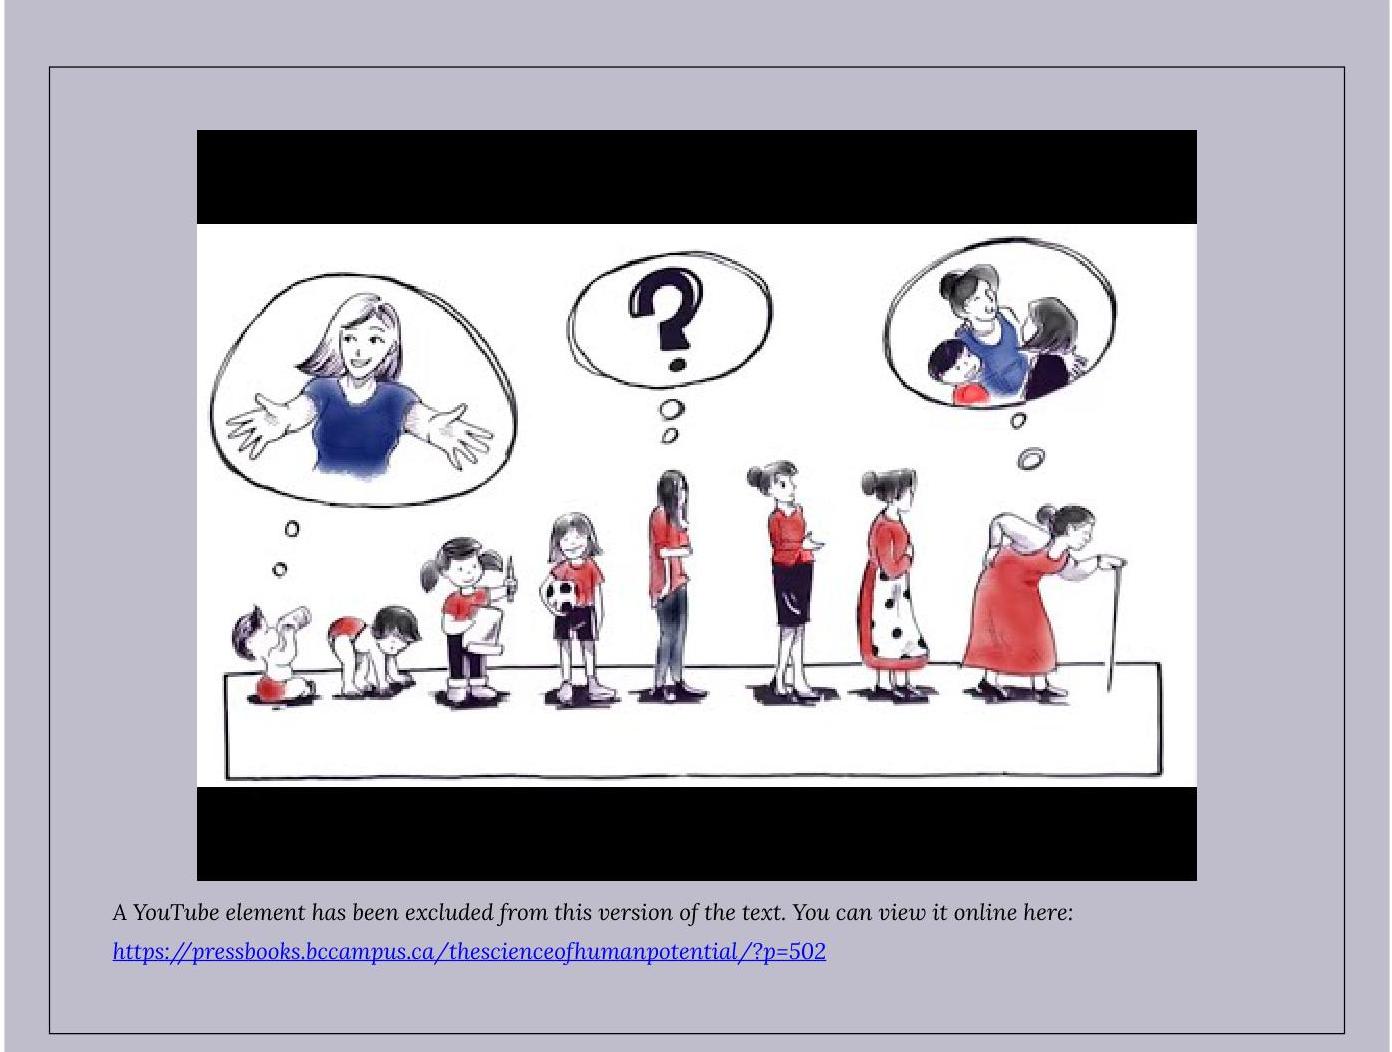 ?
A YouTube element has been excluded from this version of the text. You can view it online here:
https://pressbooks.bccampus.ca/thescienceofhumanpotential/?p=502